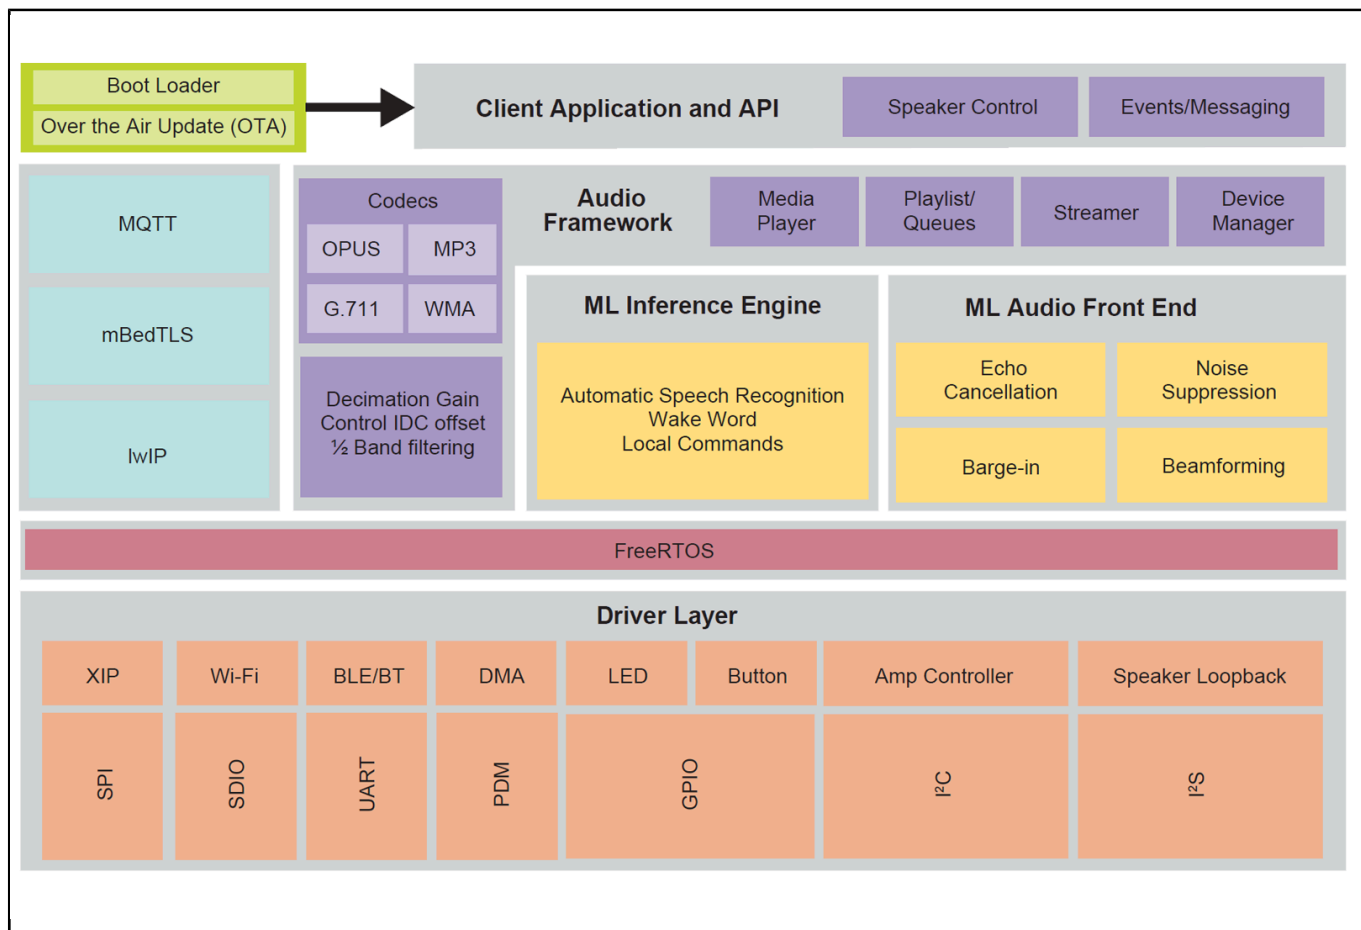 Boot Loader
Over the Air Update (OTA)
Client Application and API
Speaker Control
Events/Messaging
MQTT
mBedTLS
lwIP
Codecs
OPUS
MP3
G.711
WMA
Decimation Gain
Control IDC offset
½ Band filtering
Audio
Framework
Media
Player
Playlist/
Queues
Streamer
Device
Manager
ML Inference Engine
Automatic Speech Recognition
Wake Word
Local Commands
ML Audio Front End
Echo
Cancellation
Noise
Suppression
Barge-in
Beamforming
FreeRTOS
Driver Layer
XIP
Wi-Fi
BLE/BT
DMA
LED
Button
Amp Controller
Speaker Loopback
SPI
SDIO
UART
PDM
GPIO
I²C
I²S